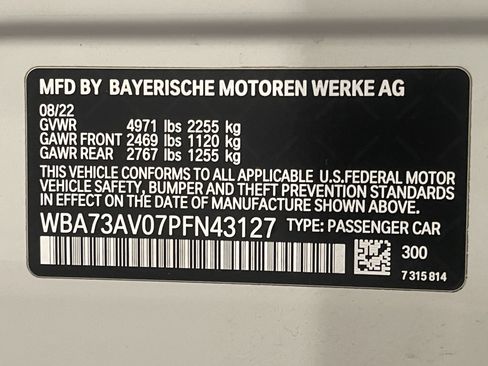 MFD BY BAYERISCHE MOTOREN WERKE AG
08/22
GVWR 4971 lbs 2255 kg
GAWR FRONT 2469 lbs 1120 kg
GAWR REAR 2767 lbs 1255 kg
THIS VEHICLE CONFORMS TO ALL APPLICABLE U.S.FEDERAL MOTOR
VEHICLE SAFETY, BUMPER AND THEFT PREVENTION STANDARDS
IN EFFECT ON THE DATE OF MANUFACTURE SHOWN ABOVE.
WBA73AV07PFN43127 TYPE: PASSENGER CAR
300
7 315 814